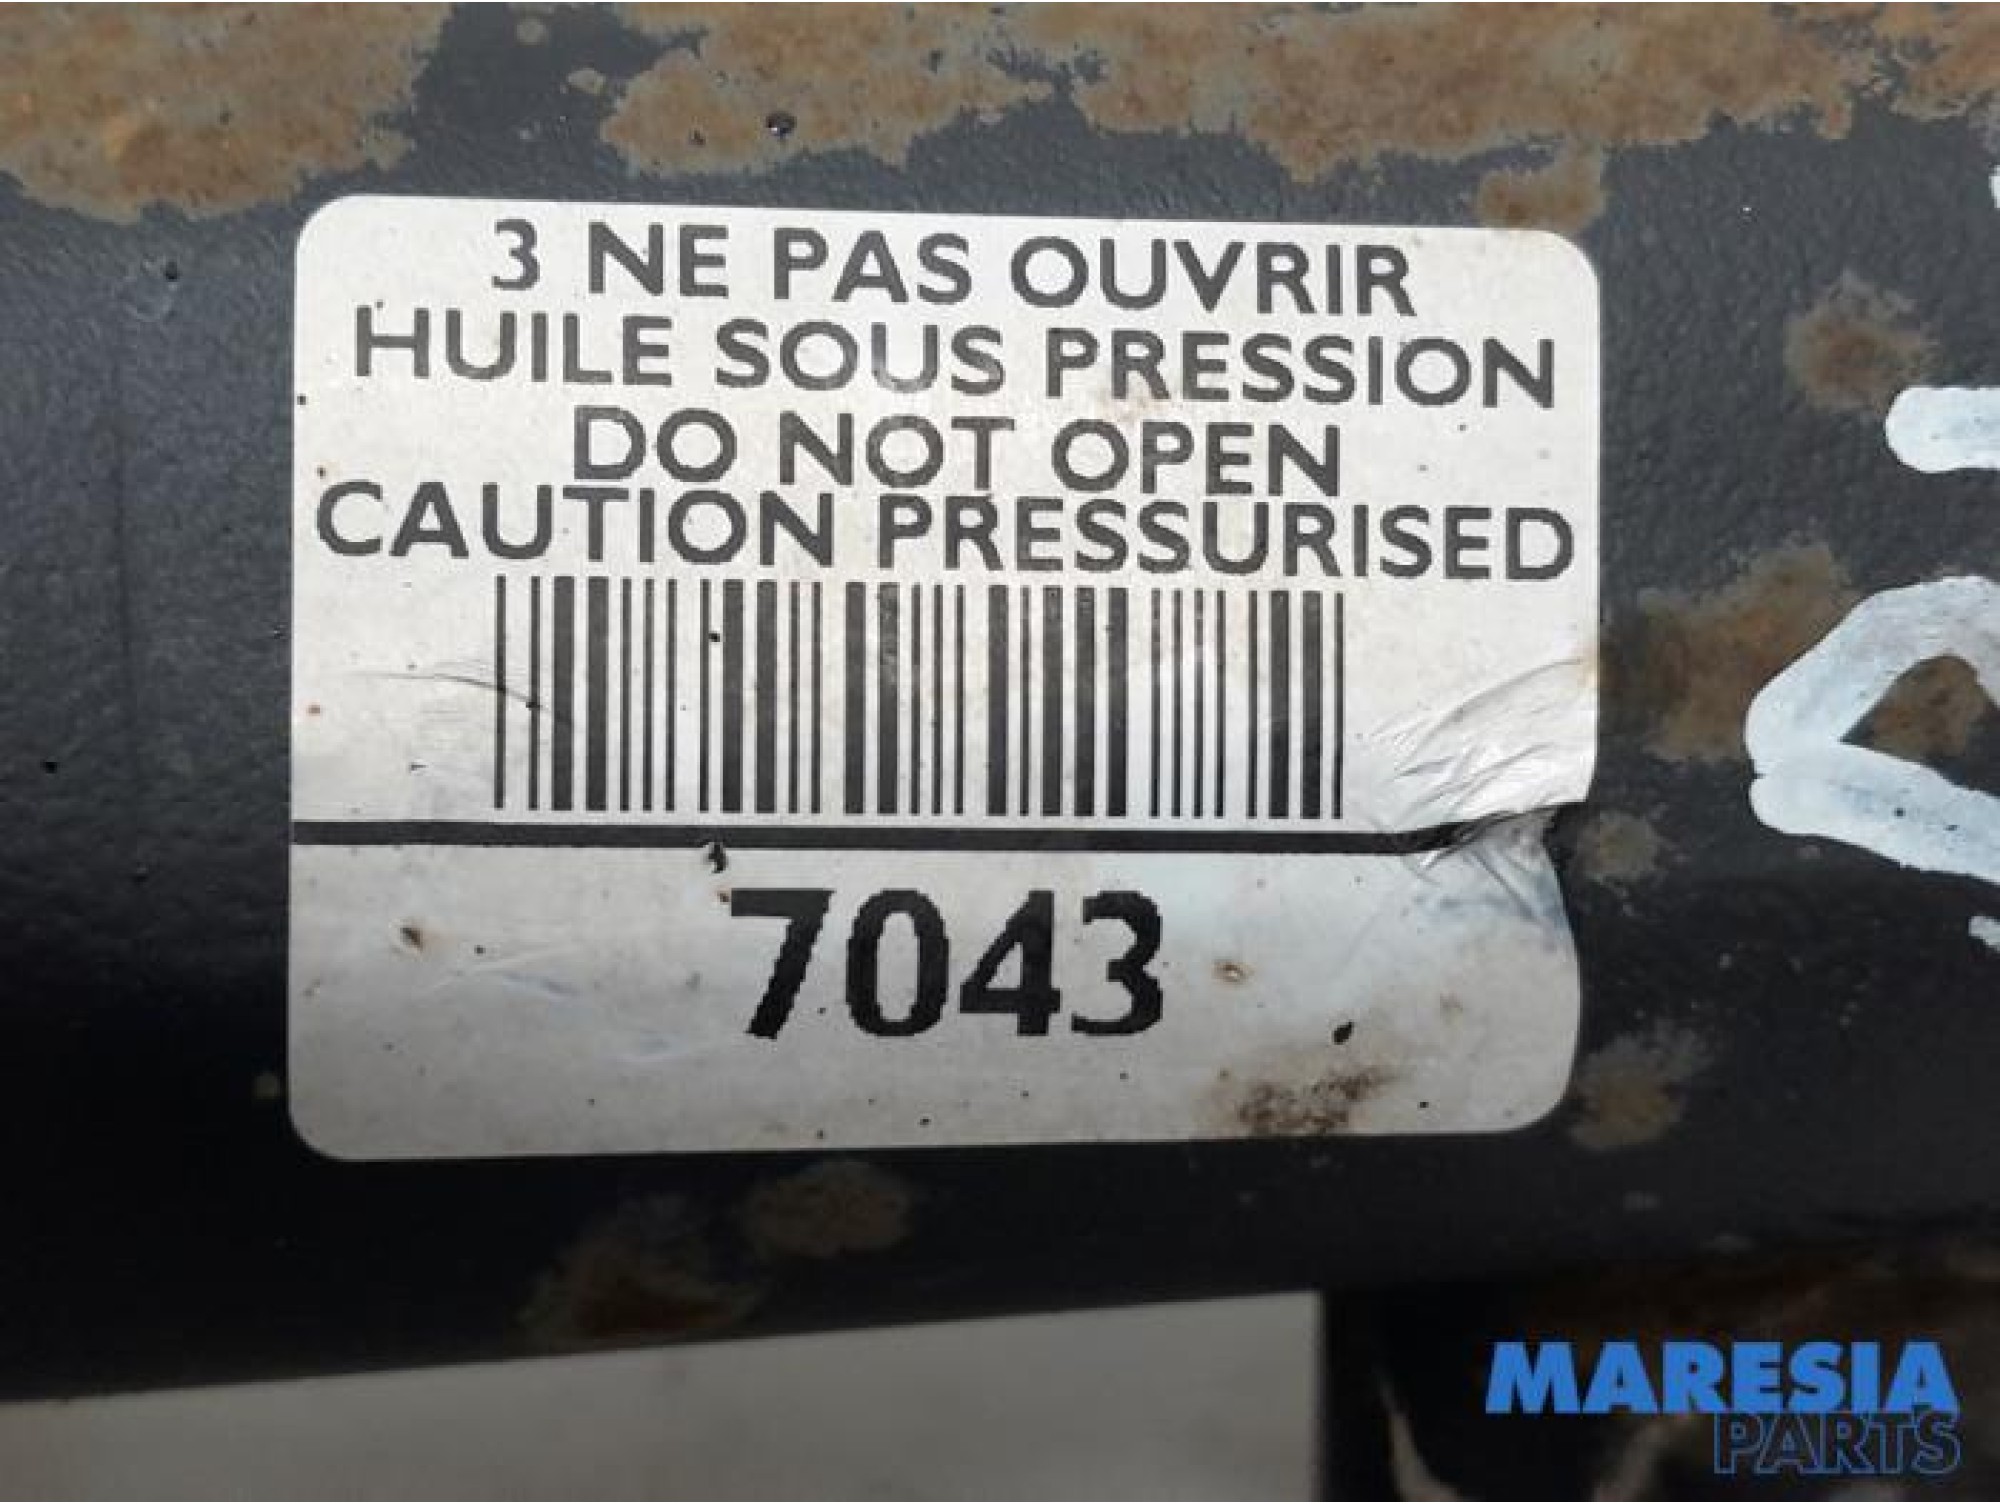 3 NE PAS OUVRIR
HUILE SOUS PRESSION
DO NOT OPEN
CAUTION PRESSURISED
7043
MARESIA
PARTS